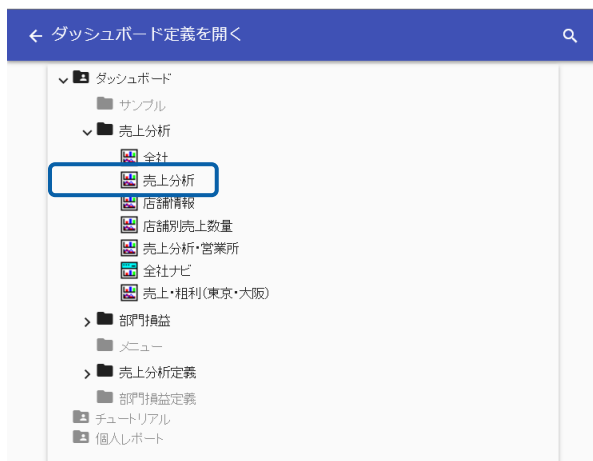 ダッシュボード定義を開く
ダッシュボード
サンプル
売上分析
全社
売上分析
店舗情報
店舗別売上数量
売上分析・営業所
全社ナビ
売上・粗利(東京・大阪)
部門損益
メニュー
売上分析定義
部門損益定義
チュートリアル
個人レポート